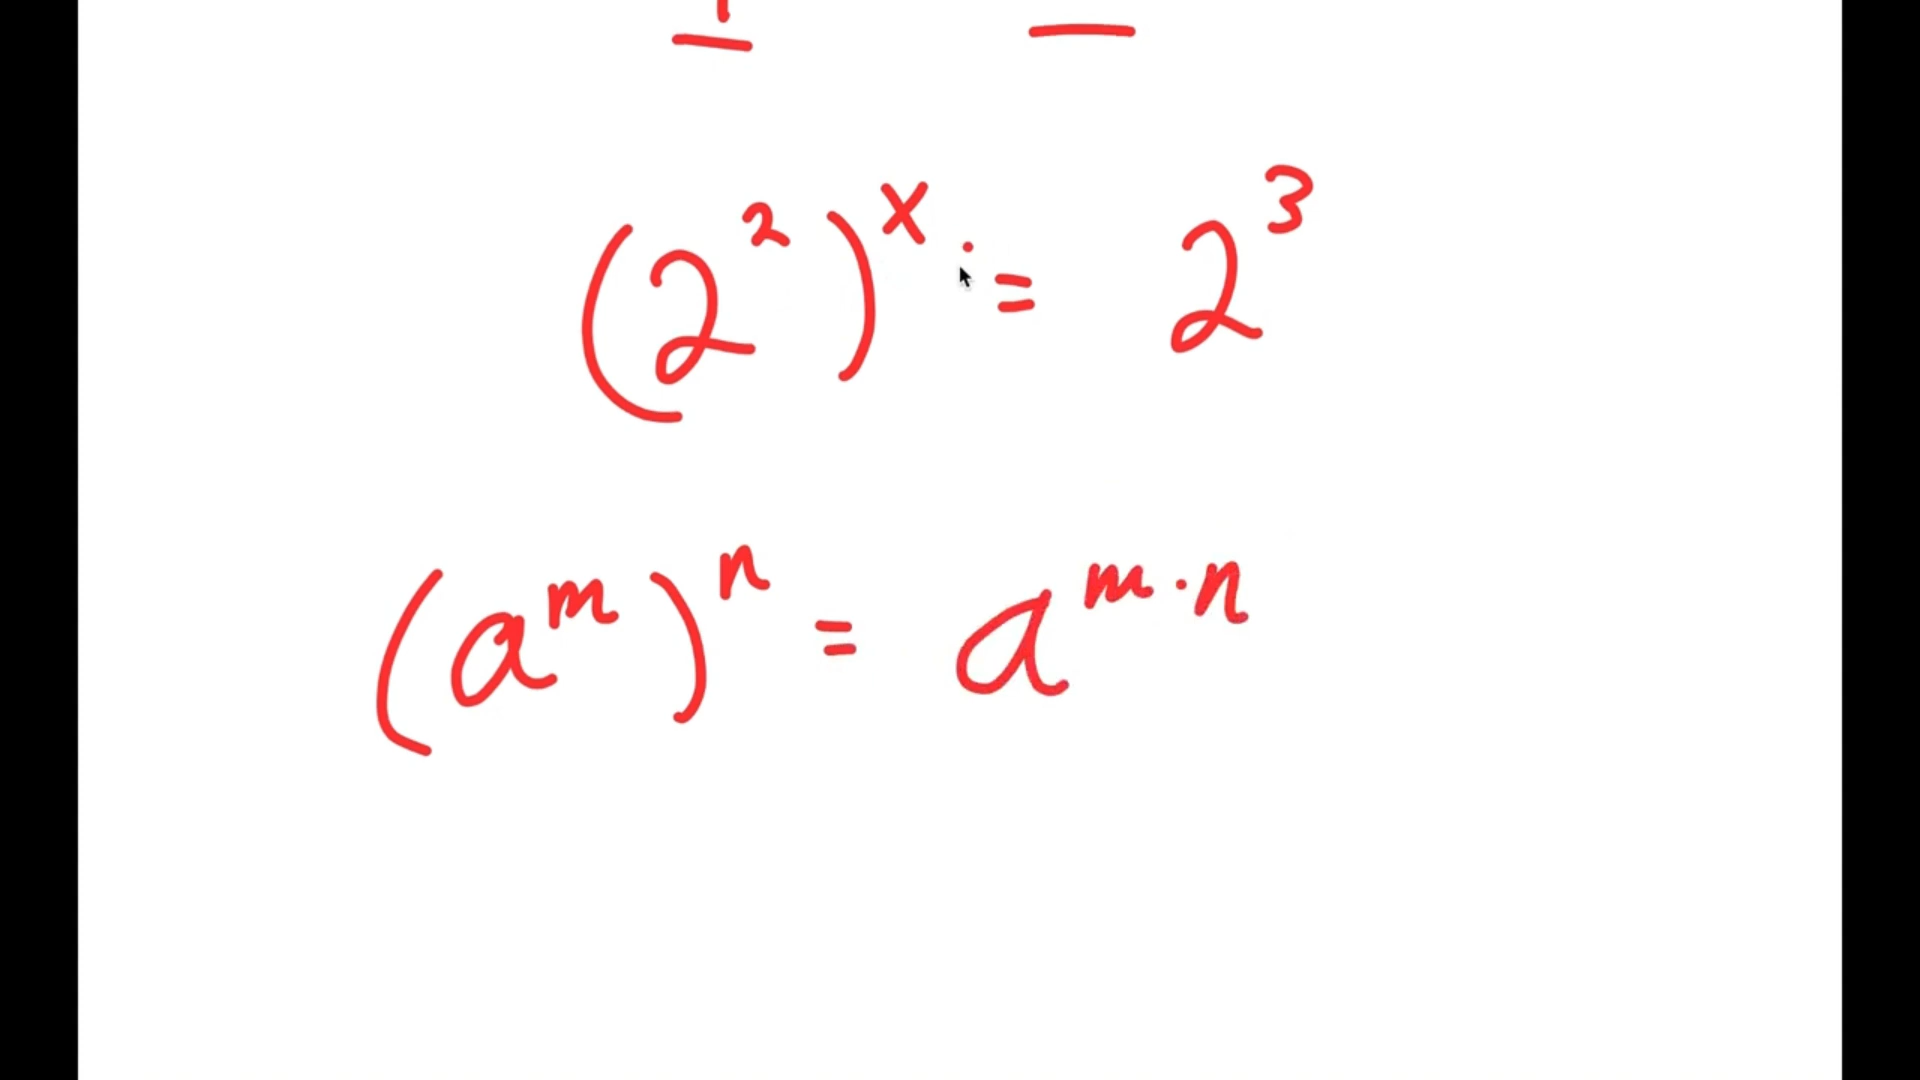 (2²)ˣ = 2³
(aᵐ)ⁿ = aᵐ·ⁿ